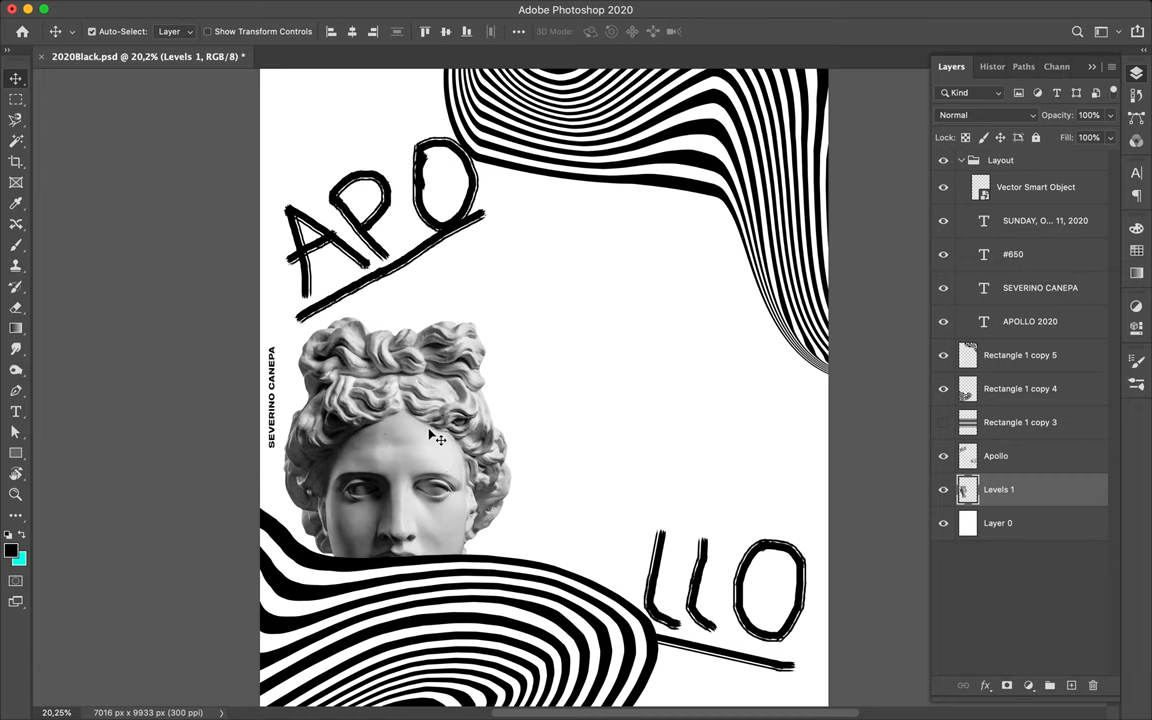 Adobe Photoshop 2020
Auto-Select: Layer Show Transform Controls 3D Mode:
2020Black.psd @ 20,2% (Levels 1, RGB/8) *
Layers Histor Paths Chann
Kind
Normal Opacity: 100%
Lock: Fill: 100%
Layout
Vector Smart Object
SUNDAY, O... 11, 2020
#650
SEVERINO CANEPA
APOLLO 2020
Rectangle 1 copy 5
Rectangle 1 copy 4
Rectangle 1 copy 3
Apollo
Levels 1
Layer 0
APO
SEVERINO CANEPA
LLO
20,25% 7016 px x 9933 px (300 ppi)